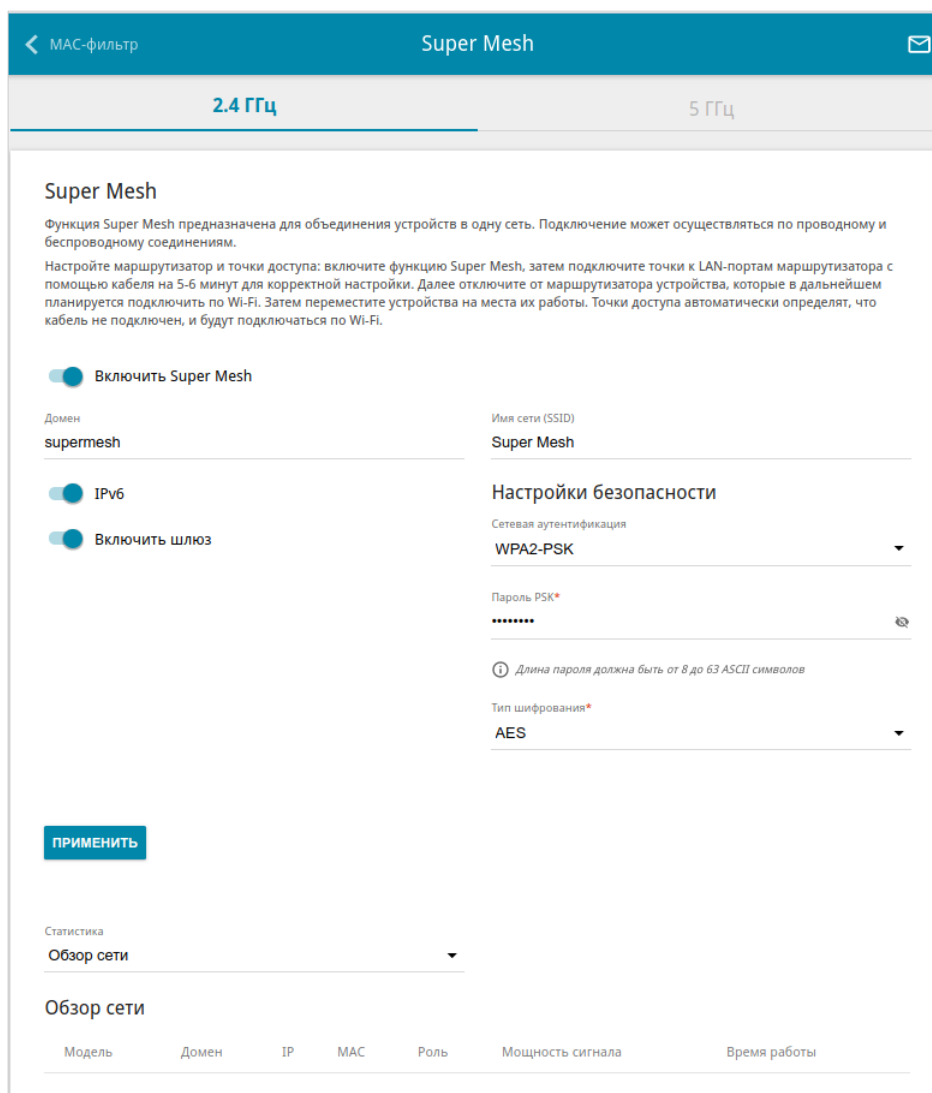 МАС-фильтр
Super Mesh
2.4 ГГц
5 ГГц
Super Mesh
Функция Super Mesh предназначена для объединения устройств в одну сеть. Подключение может осуществляться по проводному и
беспроводному соединениям.
Настройте маршрутизатор и точки доступа: включите функцию Super Mesh, затем подключите точки к LAN-портам маршрутизатора с
помощью кабеля на 5-6 минут для корректной настройки. Далее отключите от маршрутизатора устройства, которые в дальнейшем
планируется подключить по Wi-Fi. Затем переместите устройства на места их работы. Точки доступа автоматически определят, что
кабель не подключен, и будут подключаться по Wi-Fi.
Включить Super Mesh
Домен
supermesh
IPv6
Включить шлюз
Имя сети (SSID)
Super Mesh
Настройки безопасности
Сетевая аутентификация
WPA2-PSK
Пароль PSK*
••••••••
Длина пароля должна быть от 8 до 63 ASCII символов
Тип шифрования*
AES
ПРИМЕНИТЬ
Статистика
Обзор сети
Обзор сети
Модель Домен IP MAC Роль Мощность сигнала Время работы